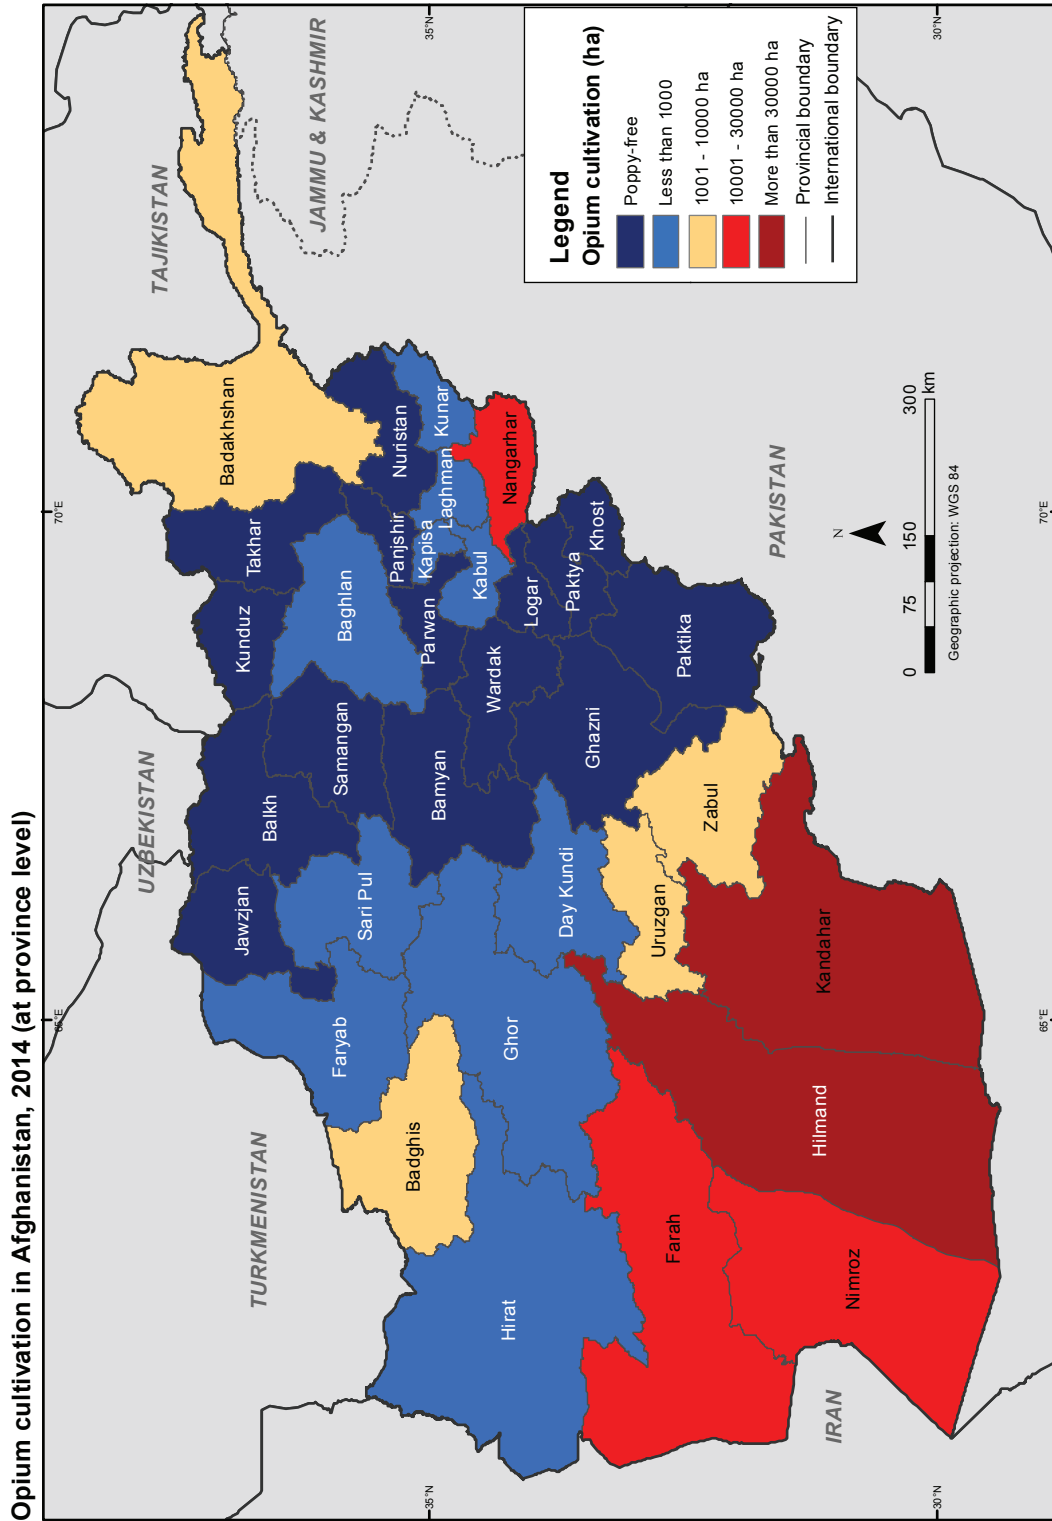 Opium cultivation in Afghanistan, 2014 (at province level)
65°E
70°E
UZBEKISTAN
TAJIKISTAN
TURKMENISTAN
JAMMU & KASHMIR
35°N
35°N
Badakhshan
Jawzjan
Balkh
Kunduz
Takhar
Faryab
Sari Pul
Samangan
Baghlan
Badghis
Bamyan
Parwan
Panjshir
Nuristan
Kapisa
Laghman
Kunar
Kabul
Hirat
Ghor
Day Kundi
Wardak
Logar
Nangarhar
Ghazni
Paktya
Khost
Paktika
Uruzgan
Zabul
Farah
Nimroz
Hilmand
Kandahar
IRAN
PAKISTAN
30°N
30°N
65°E
70°E
N
0
75
150
300
km
Geographic projection: WGS 84
Legend
Opium cultivation (ha)
Poppy-free
Less than 1000
1001 - 10000 ha
10001 - 30000 ha
More than 30000 ha
Provincial boundary
International boundary